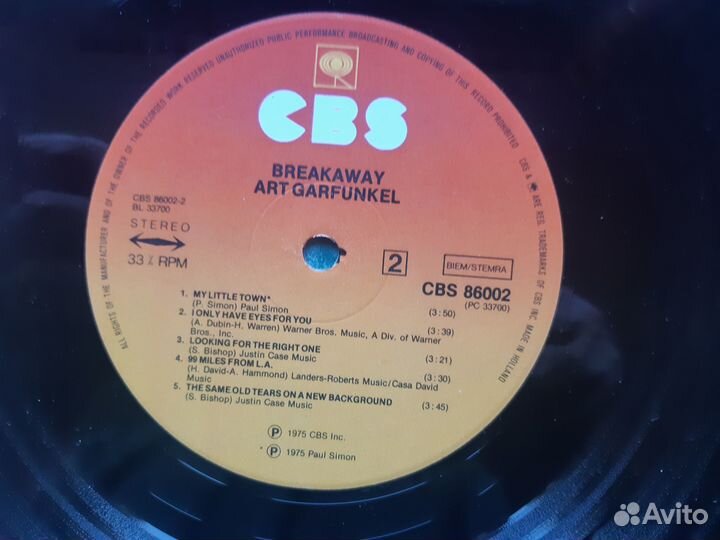 ALL RIGHTS OF THE MANUFACTURER AND OF THE OWNER OF THE RECORDED WORK RESERVED UNAUTHORIZED PUBLIC PERFORMANCE BROADCASTING AND COPYING OF THIS RECORD PROHIBITED
CBS & ARE REG. TRADEMARKS OF CBS INC MADE IN HOLLAND
CBS
BREAKAWAY
ART GARFUNKEL
CBS 86002-2
BL 33700
STEREO
33⅓ RPM
2
BIEM/STEMRA
CBS 86002
(PC 33700)
1. MY LITTLE TOWN*
(P. Simon) Paul Simon (3:50)
2. I ONLY HAVE EYES FOR YOU (3:39)
(A. Dubin-H. Warren) Warner Bros. Music, A Div. of Warner
Bros., Inc.
3. LOOKING FOR THE RIGHT ONE (3:21)
(S. Bishop) Justin Case Music
4. 99 MILES FROM L.A. (3:30)
(H. David-A. Hammond) Landers-Roberts Music/Casa David
Music
5. THE SAME OLD TEARS ON A NEW BACKGROUND (3:45)
(S. Bishop) Justin Case Music
Ⓟ 1975 CBS Inc.
*Ⓟ 1975 Paul Simon
Avito